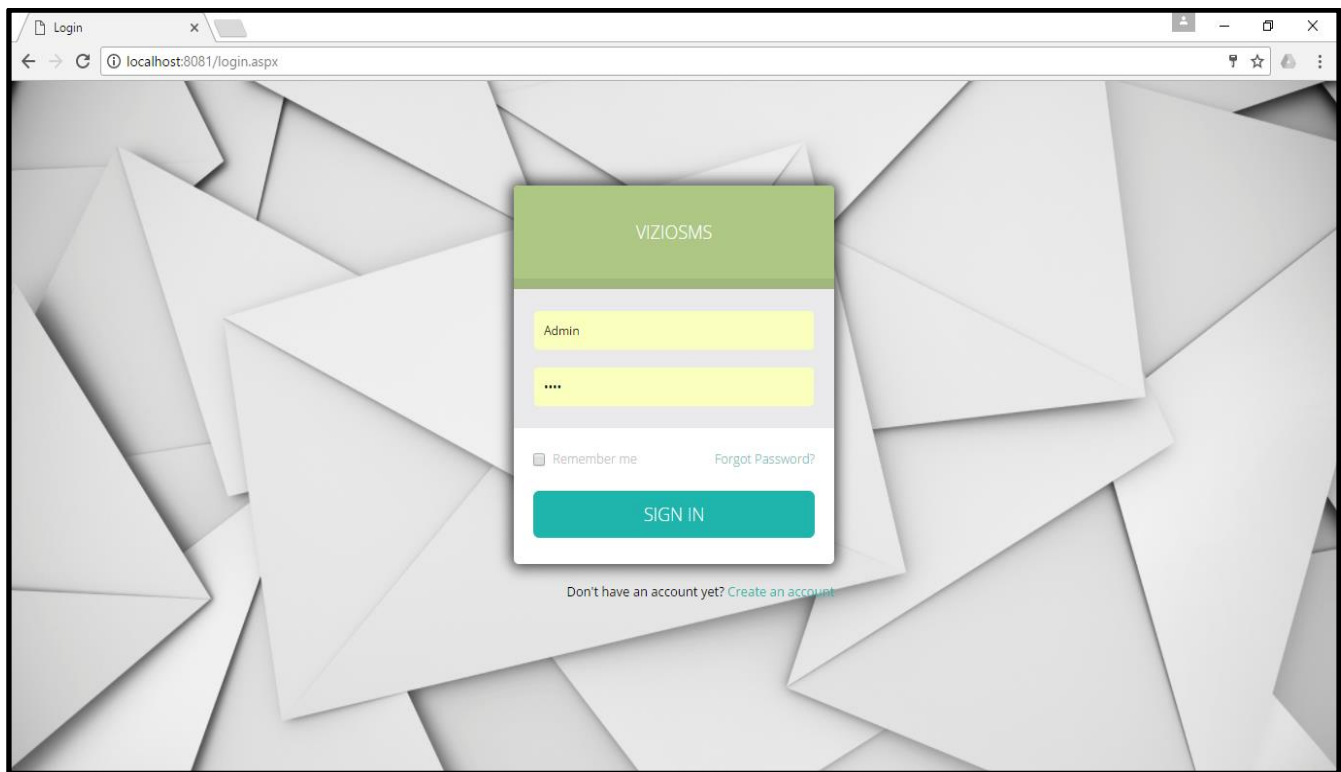 Login
localhost:8081/login.aspx
VIZIOSMS
Admin
••••
Remember me Forgot Password?
SIGN IN
Don't have an account yet? Create an account